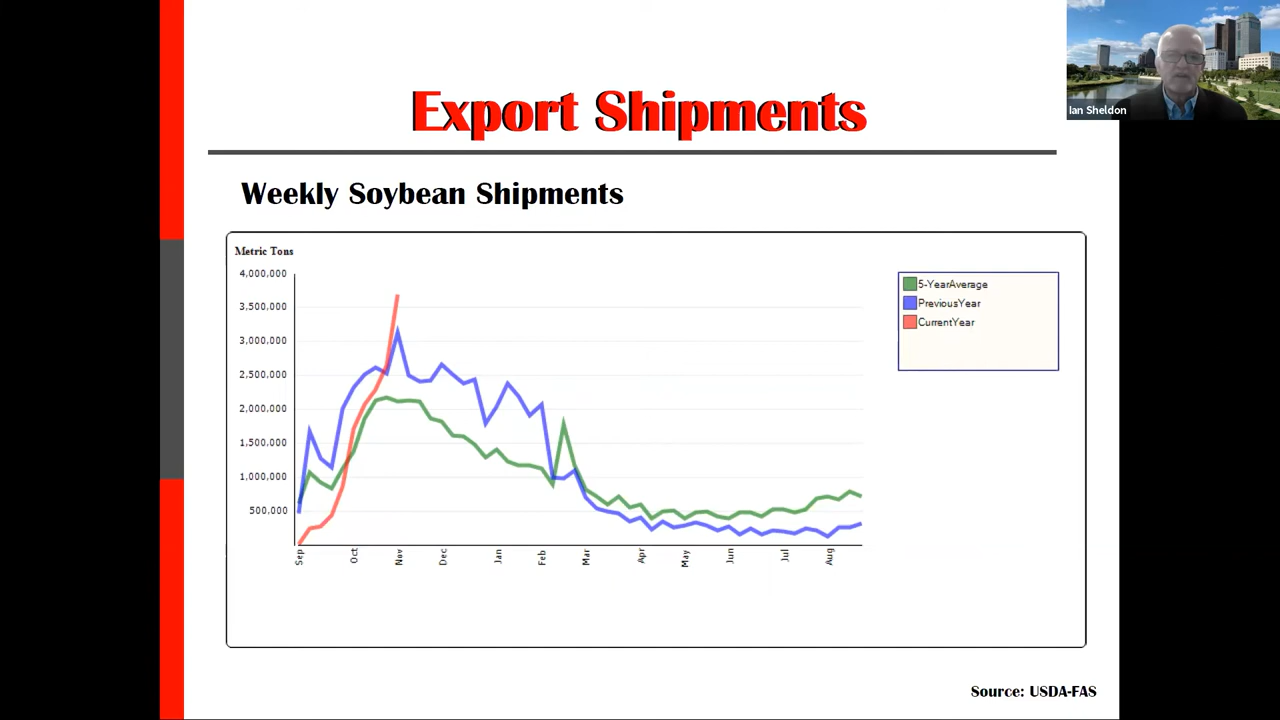 Export Shipments
Ian Sheldon
Weekly Soybean Shipments
Metric Tons
4,000,000
3,500,000
3,000,000
2,500,000
2,000,000
1,500,000
1,000,000
500,000
Sep Oct Nov Dec Jan Feb Mar Apr May Jun Jul Aug
5-YearAverage
PreviousYear
CurrentYear
Source: USDA-FAS